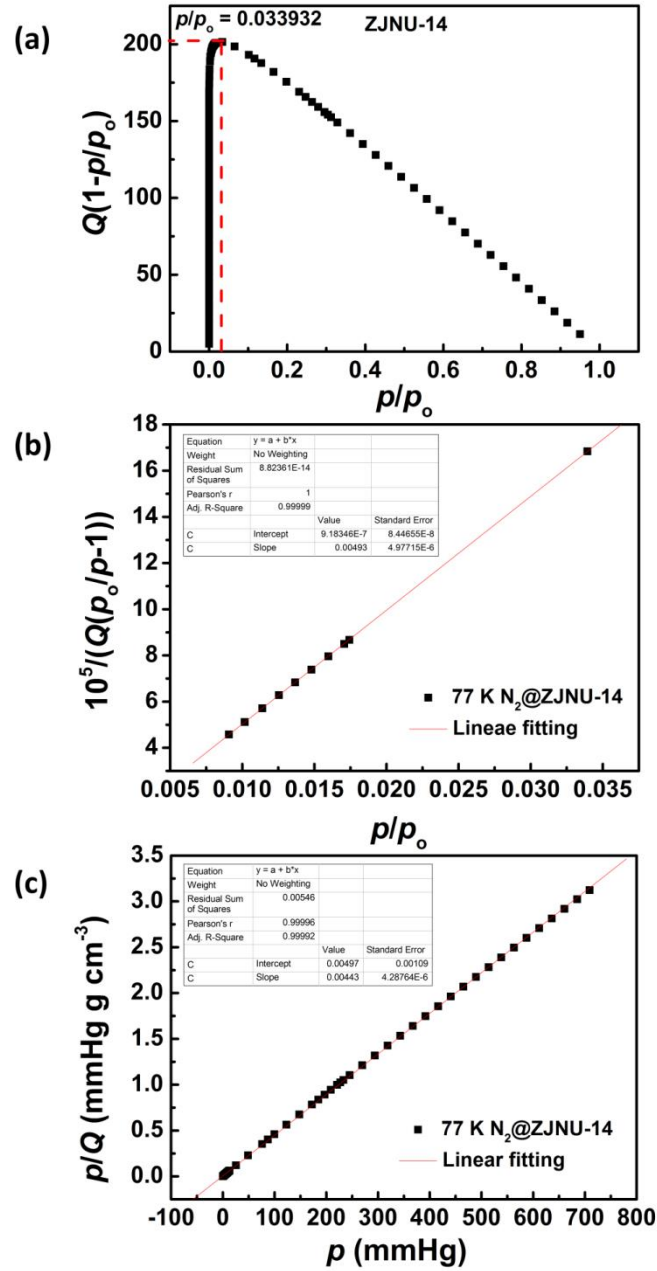 (a)
p/pₒ = 0.033932
ZJNU-14
200
150
100
50
0
Q(1-p/pₒ)
0.0 0.2 0.4 0.6 0.8 1.0
p/pₒ
(b)
18
16
14
12
10
8
6
4
10⁵/(Q(pₒ/p-1))
Equation y = a + b*x
Weight No Weighting
Residual Sum of Squares 8.82361E-14
Pearson's r 1
Adj. R-Square 0.99999
Value Standard Error
C Intercept 9.18346E-7 8.44655E-8
C Slope 0.00493 4.97715E-6
77 K N₂@ZJNU-14
Lineae fitting
0.005 0.010 0.015 0.020 0.025 0.030 0.035
p/pₒ
(c)
3.5
3.0
2.5
2.0
1.5
1.0
0.5
0.0
p/Q (mmHg g cm⁻³)
Equation y = a + b*x
Weight No Weighting
Residual Sum of Squares 0.00546
Pearson's r 0.99996
Adj. R-Square 0.99992
Value Standard Error
C Intercept 0.00497 0.00109
C Slope 0.00443 4.28764E-6
77 K N₂@ZJNU-14
Linear fitting
-100 0 100 200 300 400 500 600 700 800
p (mmHg)